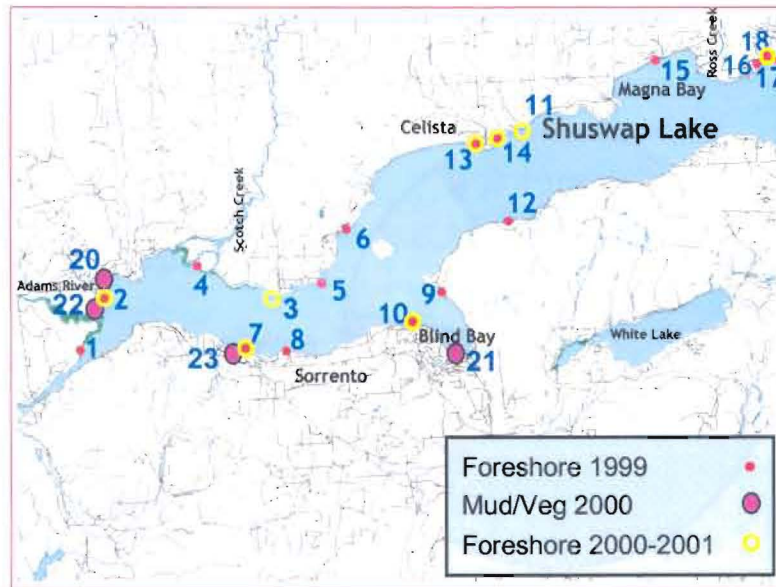 18
Ross Creek
16
15
17
Magna Bay
11
Celista
Shuswap Lake
14
13
Scotch Creek
12
6
20
4
Adams River
2
3
5
9
22
10
Blind Bay
7
White Lake
1
23
8
21
Sorrento
Foreshore 1999
Mud/Veg 2000
Foreshore 2000-2001